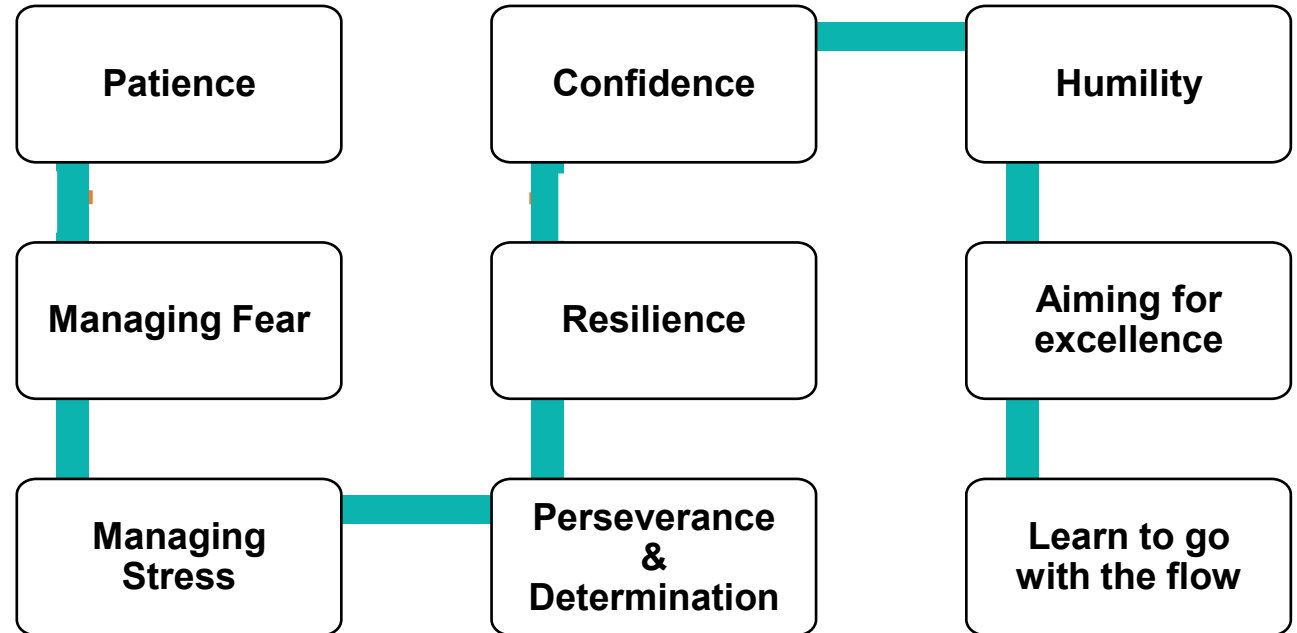 Patience
Managing Fear
Managing
Stress
Perseverance
&
Determination
Resilience
Confidence
Humility
Aiming for
excellence
Learn to go
with the flow